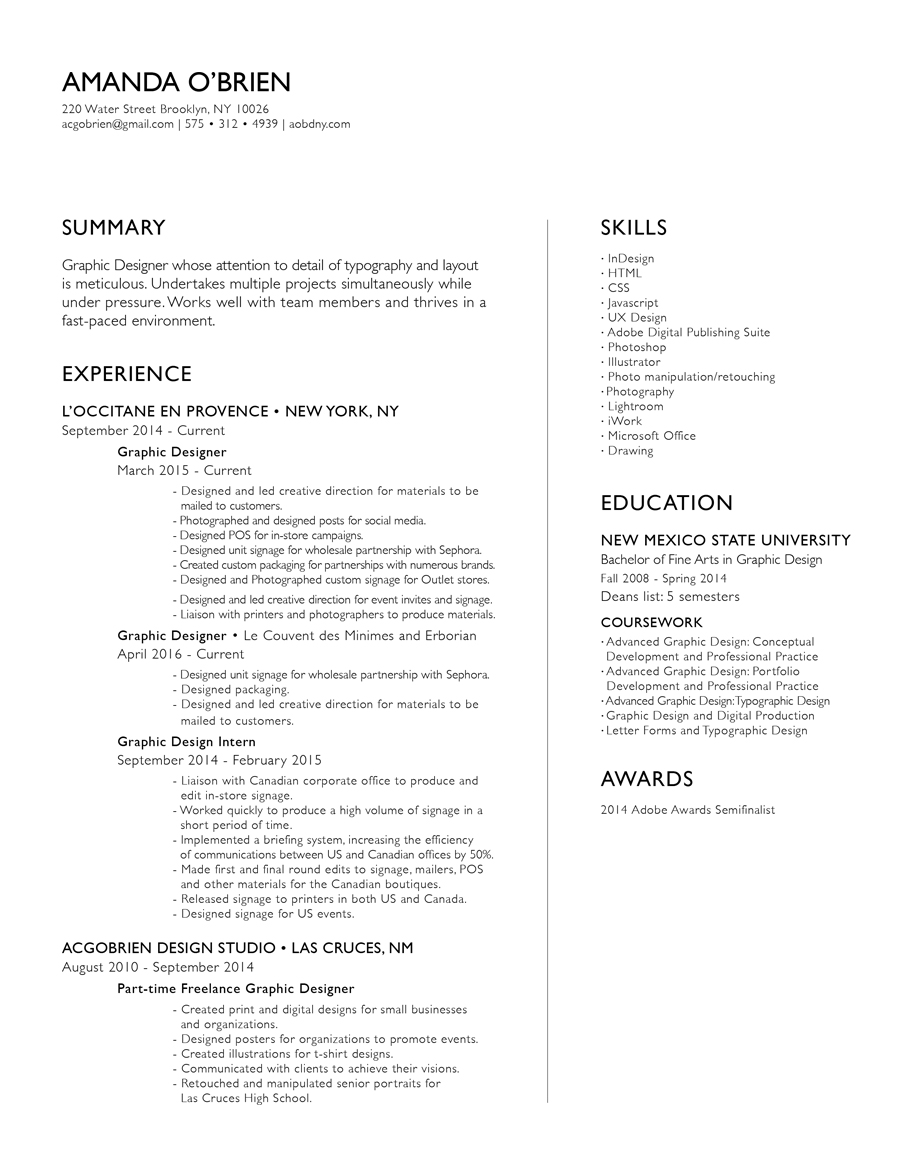 AMANDA O’BRIEN
220 Water Street Brooklyn, NY 10026
acgobrien@gmail.com | 575 • 312 • 4939 | aobdny.com
SUMMARY
Graphic Designer whose attention to detail of typography and layout
is meticulous. Undertakes multiple projects simultaneously while
under pressure. Works well with team members and thrives in a
fast-paced environment.
EXPERIENCE
L’OCCITANE EN PROVENCE • NEW YORK, NY
September 2014 - Current
Graphic Designer
March 2015 - Current
- Designed and led creative direction for materials to be
mailed to customers.
- Photographed and designed posts for social media.
- Designed POS for in-store campaigns.
- Designed unit signage for wholesale partnership with Sephora.
- Created custom packaging for partnerships with numerous brands.
- Designed and Photographed custom signage for Outlet stores.
- Designed and led creative direction for event invites and signage.
- Liaison with printers and photographers to produce materials.
Graphic Designer • Le Couvent des Minimes and Erborian
April 2016 - Current
- Designed unit signage for wholesale partnership with Sephora.
- Designed packaging.
- Designed and led creative direction for materials to be
mailed to customers.
Graphic Design Intern
September 2014 - February 2015
- Liaison with Canadian corporate office to produce and
edit in-store signage.
- Worked quickly to produce a high volume of signage in a
short period of time.
- Implemented a briefing system, increasing the efficiency
of communications between US and Canadian offices by 50%.
- Made first and final round edits to signage, mailers, POS
and other materials for the Canadian boutiques.
- Released signage to printers in both US and Canada.
- Designed signage for US events.
ACGOBRIEN DESIGN STUDIO • LAS CRUCES, NM
August 2010 - September 2014
Part-time Freelance Graphic Designer
- Created print and digital designs for small businesses
and organizations.
- Designed posters for organizations to promote events.
- Created illustrations for t-shirt designs.
- Communicated with clients to achieve their visions.
- Retouched and manipulated senior portraits for
Las Cruces High School.
SKILLS
· InDesign
· HTML
· CSS
· Javascript
· UX Design
· Adobe Digital Publishing Suite
· Photoshop
· Illustrator
· Photo manipulation/retouching
· Photography
· Lightroom
· iWork
· Microsoft Office
· Drawing
EDUCATION
NEW MEXICO STATE UNIVERSITY
Bachelor of Fine Arts in Graphic Design
Fall 2008 - Spring 2014
Deans list: 5 semesters
COURSEWORK
· Advanced Graphic Design: Conceptual
Development and Professional Practice
· Advanced Graphic Design: Portfolio
Development and Professional Practice
· Advanced Graphic Design: Typographic Design
· Graphic Design and Digital Production
· Letter Forms and Typographic Design
AWARDS
2014 Adobe Awards Semifinalist